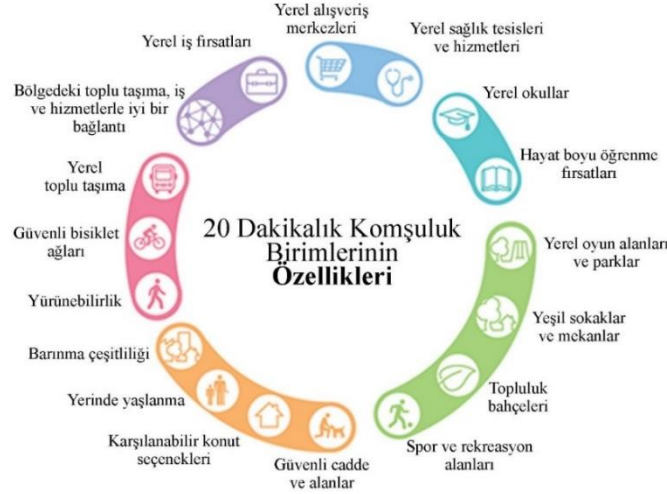 20 Dakikalık Komşuluk
Birimlerinin
Özellikleri
Yerel alışveriş
merkezleri
Yerel sağlık tesisleri
ve hizmetleri
Yerel okullar
Hayat boyu öğrenme
fırsatları
Yerel oyun alanları
ve parklar
Yeşil sokaklar
ve mekanlar
Topluluk
bahçeleri
Spor ve rekreasyon
alanları
Güvenli cadde
ve alanlar
Karşılanabilir konut
seçenekleri
Yerinde yaşlanma
Barınma çeşitliliği
Yürünebilirlik
Güvenli bisiklet
ağları
Yerel
toplu taşıma
Bölgedeki toplu taşıma, iş
ve hizmetlerle iyi bir
bağlantı
Yerel iş fırsatları